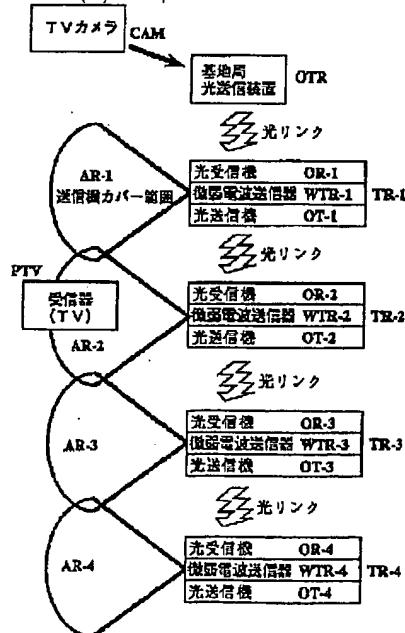 TVカメラ CAM
基地局
光送信装置 OTR
光リンク
AR-1
送信機カバー範囲
光受信機 OR-1
微弱電波送信器 WTR-1 TR-1
光送信機 OT-1
光リンク
PTV
受信器
(TV)
AR-2
光受信機 OR-2
微弱電波送信器 WTR-2 TR-2
光送信機 OT-2
光リンク
AR-3
光受信機 OR-3
微弱電波送信器 WTR-3 TR-3
光送信機 OT-3
光リンク
AR-4
光受信機 OR-4
微弱電波送信器 WTR-4 TR-4
光送信機 OT-4